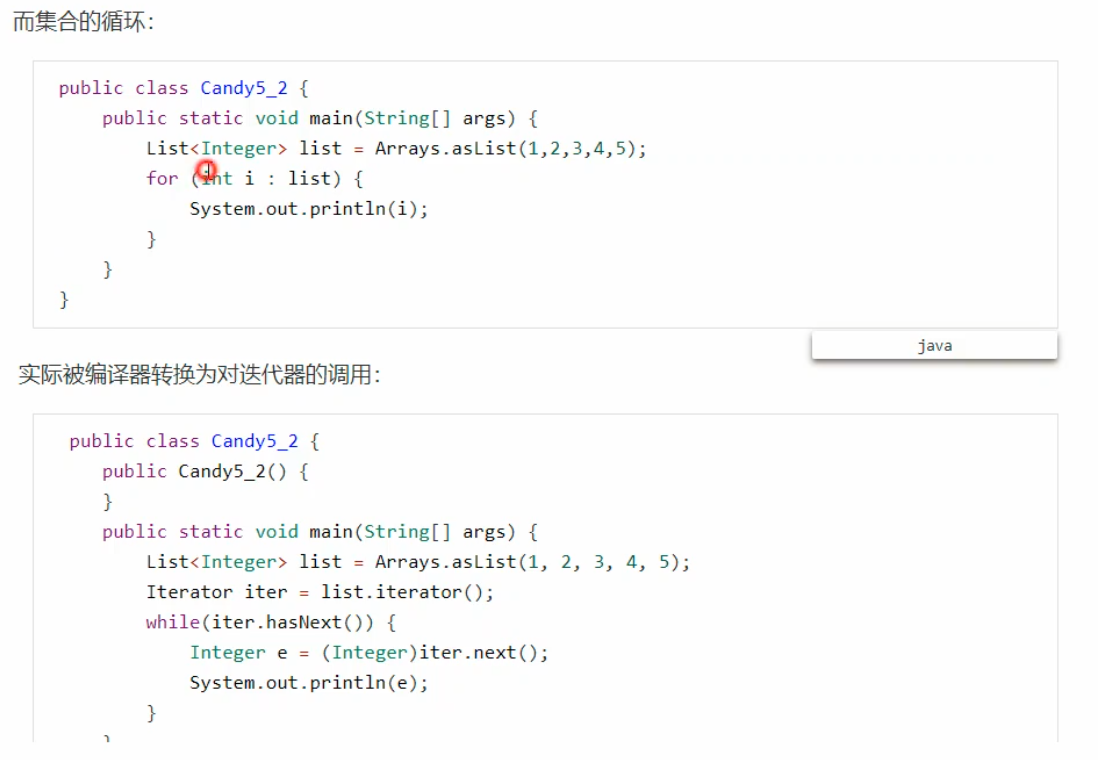 而集合的循环：
public class Candy5_2 {
public static void main(String[] args) {
List<Integer> list = Arrays.asList(1,2,3,4,5);
for (int i : list) {
System.out.println(i);
}
}
}
java
实际被编译器转换为对迭代器的调用：
public class Candy5_2 {
public Candy5_2() {
}
public static void main(String[] args) {
List<Integer> list = Arrays.asList(1, 2, 3, 4, 5);
Iterator iter = list.iterator();
while(iter.hasNext()) {
Integer e = (Integer)iter.next();
System.out.println(e);
}
}